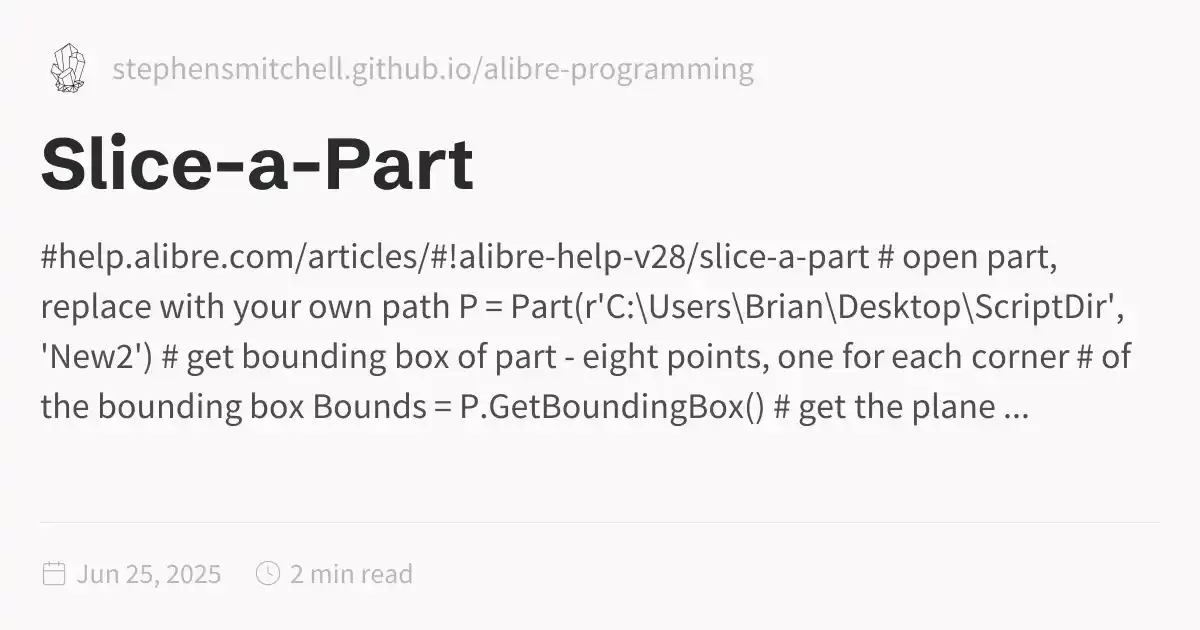 stephensmitchell.github.io/alibre-programming
Slice-a-Part
#help.alibre.com/articles/#!alibre-help-v28/slice-a-part # open part,
replace with your own path P = Part(r'C:\Users\Brian\Desktop\ScriptDir',
'New2') # get bounding box of part - eight points, one for each corner # of
the bounding box Bounds = P.GetBoundingBox() # get the plane ...
Jun 25, 2025 2 min read